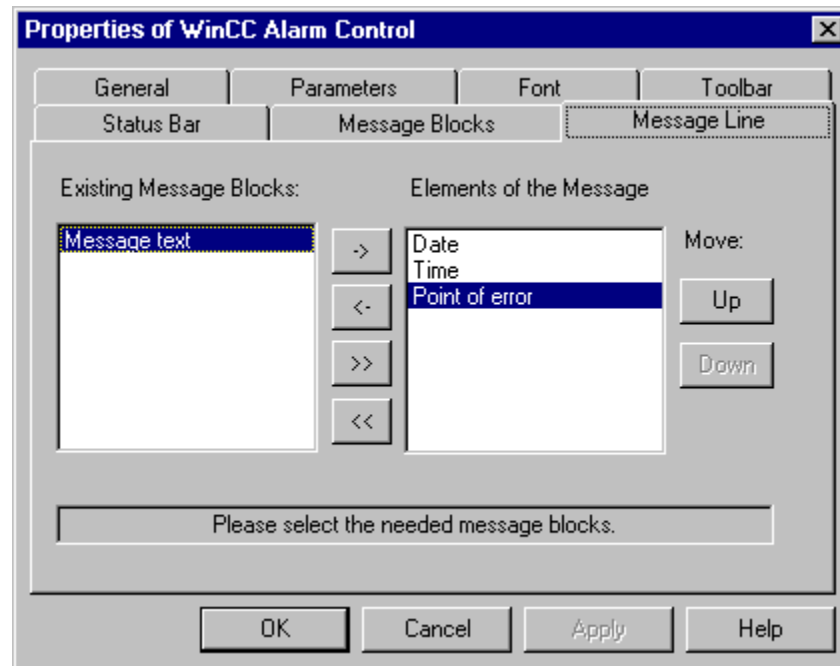 Properties of WinCC Alarm Control
General Parameters Font Toolbar
Status Bar Message Blocks Message Line
Existing Message Blocks: Elements of the Message
Message text -> Date Move:
Time
<- Point of error Up
>> Down
<<
Please select the needed message blocks.
OK Cancel Apply Help